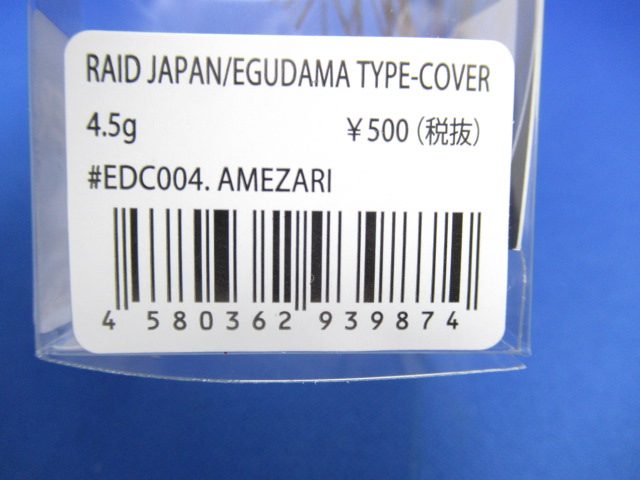 RAID JAPAN/EGUDAMA TYPE-COVER
4.5g ￥500（税抜）
#EDC004. AMEZARI
4 580362 939874